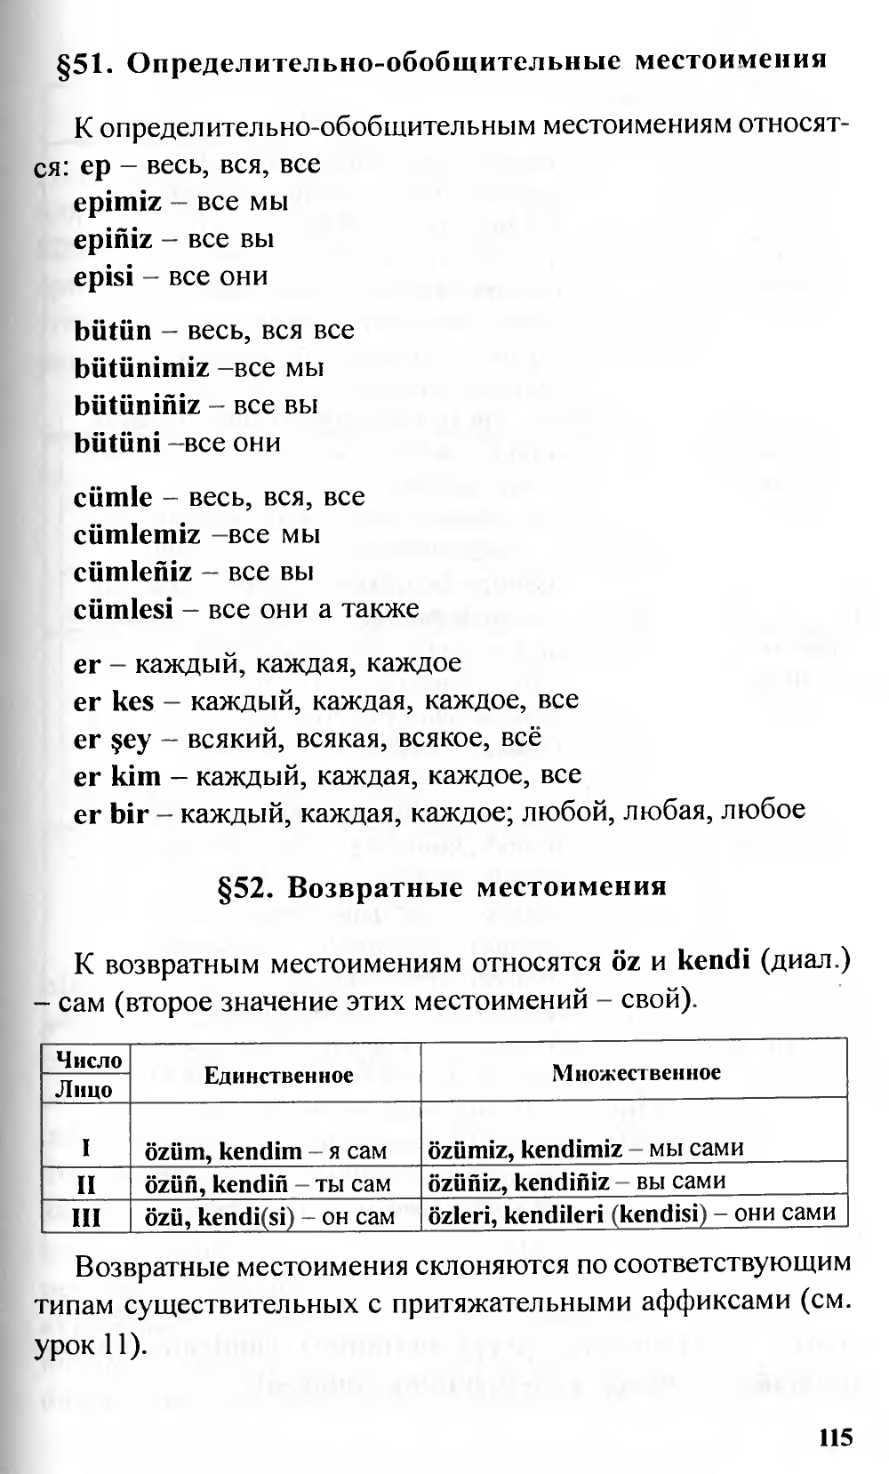 §51. Определительно-обобщительные местоимения
К определительно-обобщительным местоимениям относят-
ся: ep – весь, вся, все
epimiz – все мы
epiñiz – все вы
episi – все они
bütün – весь, вся все
bütünimiz –все мы
bütüniñiz – все вы
bütüni –все они
cümle – весь, вся, все
cümlemiz –все мы
cümleñiz – все вы
cümlesi – все они а также
er – каждый, каждая, каждое
er kes – каждый, каждая, каждое, все
er şey – всякий, всякая, всякое, всё
er kim – каждый, каждая, каждое, все
er bir – каждый, каждая, каждое; любой, любая, любое
§52. Возвратные местоимения
К возвратным местоимениям относятся öz и kendi (диал.)
– сам (второе значение этих местоимений – свой).
Число
Лицо
Единственное
Множественное
I
özüm, kendim – я сам
özümiz, kendimiz – мы сами
II
özüñ, kendiñ – ты сам
özüñiz, kendiñiz – вы сами
III
özü, kendi(si) – он сам
özleri, kendileri (kendisi) – они сами
Возвратные местоимения склоняются по соответствующим
типам существительных с притяжательными аффиксами (см.
урок 11).
115